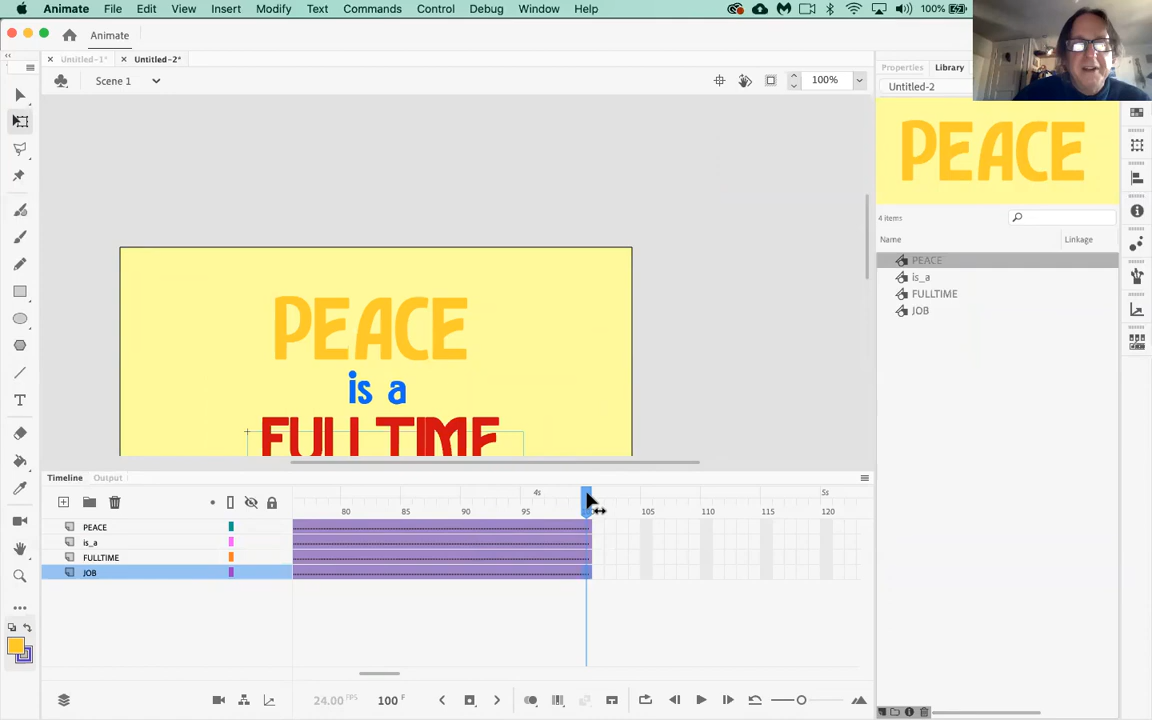 Animate File Edit View Insert Modify Text Commands Control Debug Window Help 100%
Animate
Untitled-1* Untitled-2*
Scene 1 100%
Properties Library
Untitled-2
PEACE
4 items
Name Linkage
PEACE
is_a
FULLTIME
JOB
PEACE
is a
FULLTIME
Timeline Output
4s 5s
80 85 90 95 105 110 115 120
PEACE
is_a
FULLTIME
JOB
24.00 FPS 100 F